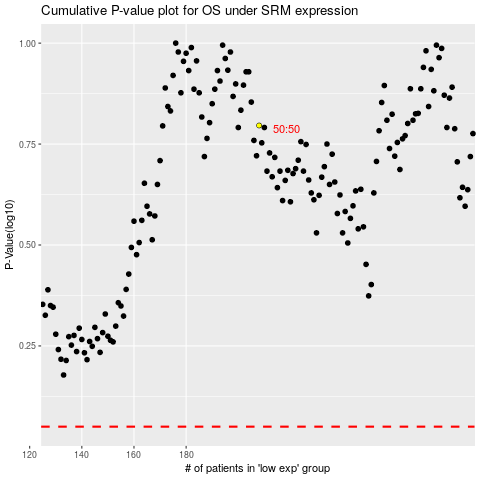 Cumulative P-value plot for OS under SRM expression
P-Value(log10)
1.00
0.75
0.50
0.25
50:50
120 140 160 180
# of patients in 'low exp' group